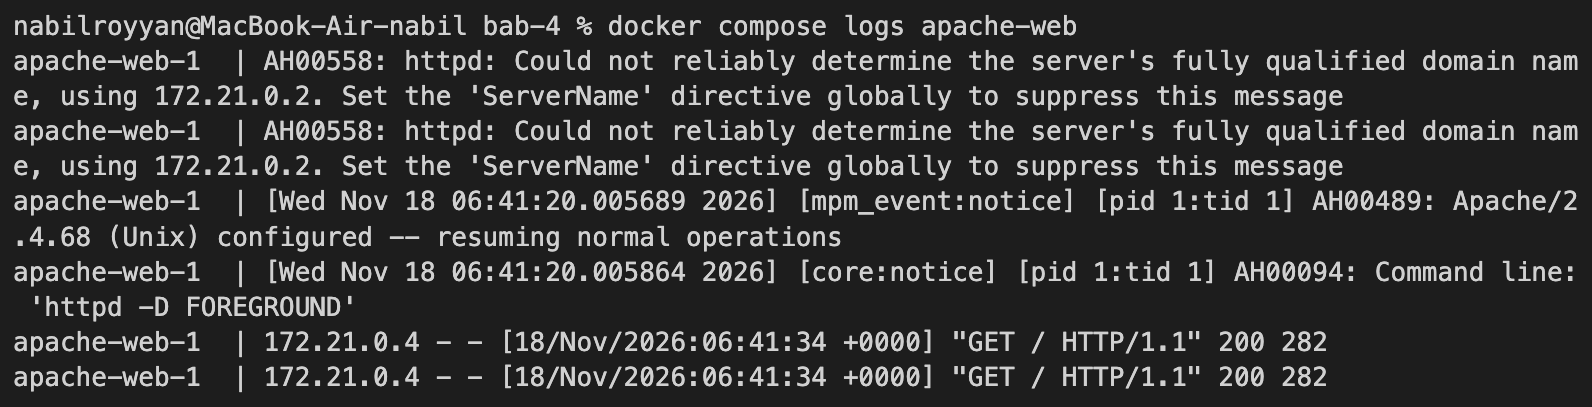 nabilroyyan@MacBook-Air-nabil bab-4 % docker compose logs apache-web
apache-web-1  | AH00558: httpd: Could not reliably determine the server's fully qualified domain nam
e, using 172.21.0.2. Set the 'ServerName' directive globally to suppress this message
apache-web-1  | AH00558: httpd: Could not reliably determine the server's fully qualified domain nam
e, using 172.21.0.2. Set the 'ServerName' directive globally to suppress this message
apache-web-1  | [Wed Nov 18 06:41:20.005689 2026] [mpm_event:notice] [pid 1:tid 1] AH00489: Apache/2
.4.68 (Unix) configured -- resuming normal operations
apache-web-1  | [Wed Nov 18 06:41:20.005864 2026] [core:notice] [pid 1:tid 1] AH00094: Command line:
 'httpd -D FOREGROUND'
apache-web-1  | 172.21.0.4 - - [18/Nov/2026:06:41:34 +0000] "GET / HTTP/1.1" 200 282
apache-web-1  | 172.21.0.4 - - [18/Nov/2026:06:41:34 +0000] "GET / HTTP/1.1" 200 282